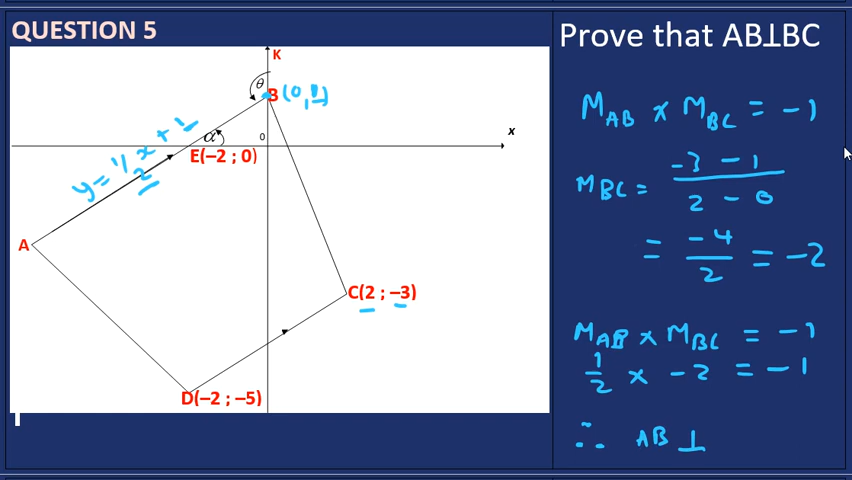 QUESTION 5
Prove that AB⊥BC
K
θ
B (0,1)
x
0
α
E(−2 ; 0)
y = 1/2 x + 1
A
C(2 ; −3)
D(−2 ; −5)
M_AB × M_BC = −1
M_BC = (−3 − 1)/(2 − 0)
= −4/2 = −2
M_AB × M_BC = −1
1/2 × −2 = −1
∴ AB ⊥